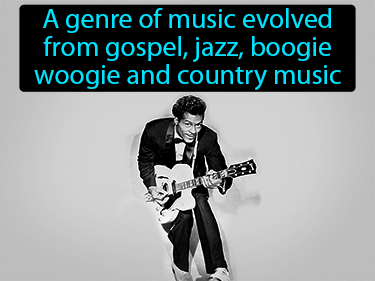 A genre of music evolved
from gospel, jazz, boogie
woogie and country music